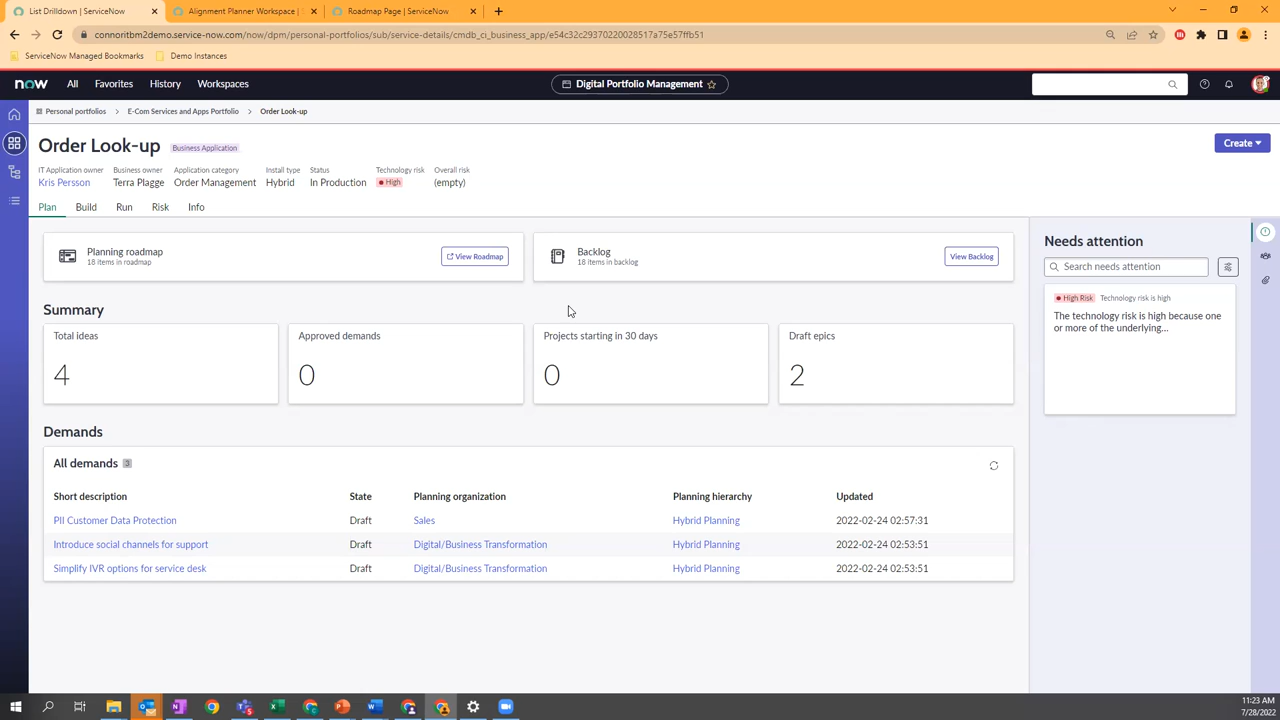 List Drilldown | ServiceNow
Alignment Planner Workspace |
Roadmap Page | ServiceNow
connoritbm2demo.service-now.com/now/dpm/personal-portfolios/sub/service-details/cmdb_ci_business_app/e54c32c29370220028517a75e57ffb51
ServiceNow Managed Bookmarks
Demo Instances
now
All
Favorites
History
Workspaces
Digital Portfolio Management
Personal portfolios > E-Com Services and Apps Portfolio > Order Look-up
Order Look-up
Business Application
Create
IT Application owner
Kris Persson
Business owner
Terra Plagge
Application category
Order Management
Install type
Hybrid
Status
In Production
Technology risk
High
Overall risk
(empty)
Plan
Build
Run
Risk
Info
Planning roadmap
18 items in roadmap
View Roadmap
Backlog
18 items in backlog
View Backlog
Summary
Total ideas
4
Approved demands
0
Projects starting in 30 days
0
Draft epics
2
Demands
All demands 3
Short description State Planning organization Planning hierarchy Updated
PII Customer Data Protection Draft Sales Hybrid Planning 2022-02-24 02:57:31
Introduce social channels for support Draft Digital/Business Transformation Hybrid Planning 2022-02-24 02:53:51
Simplify IVR options for service desk Draft Digital/Business Transformation Hybrid Planning 2022-02-24 02:53:51
Needs attention
Search needs attention
High Risk Technology risk is high
The technology risk is high because one
or more of the underlying...
11:23 AM
7/28/2022